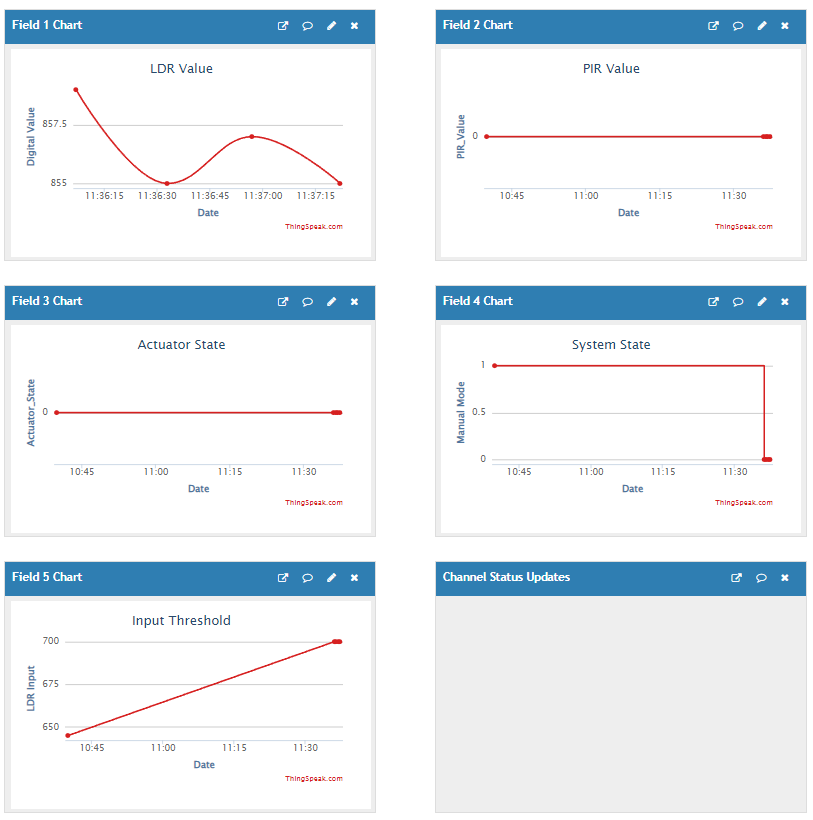 Field 1 Chart
LDR Value
Digital Value
857.5
855
11:36:15 11:36:30 11:36:45 11:37:00 11:37:15
Date
ThingSpeak.com
Field 2 Chart
PIR Value
PIR_Value
0
10:45 11:00 11:15 11:30
Date
ThingSpeak.com
Field 3 Chart
Actuator State
Actuator_State
0
10:45 11:00 11:15 11:30
Date
ThingSpeak.com
Field 4 Chart
System State
Manual Mode
1
0.5
0
10:45 11:00 11:15 11:30
Date
ThingSpeak.com
Field 5 Chart
Input Threshold
LDR Input
700
675
650
10:45 11:00 11:15 11:30
Date
ThingSpeak.com
Channel Status Updates